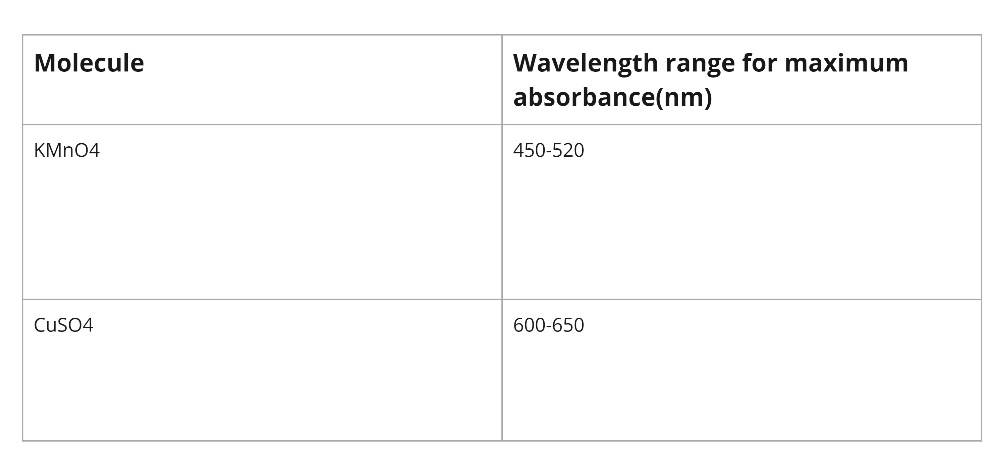 Molecule
Wavelength range for maximum
absorbance(nm)
KMnO4
450-520
CuSO4
600-650